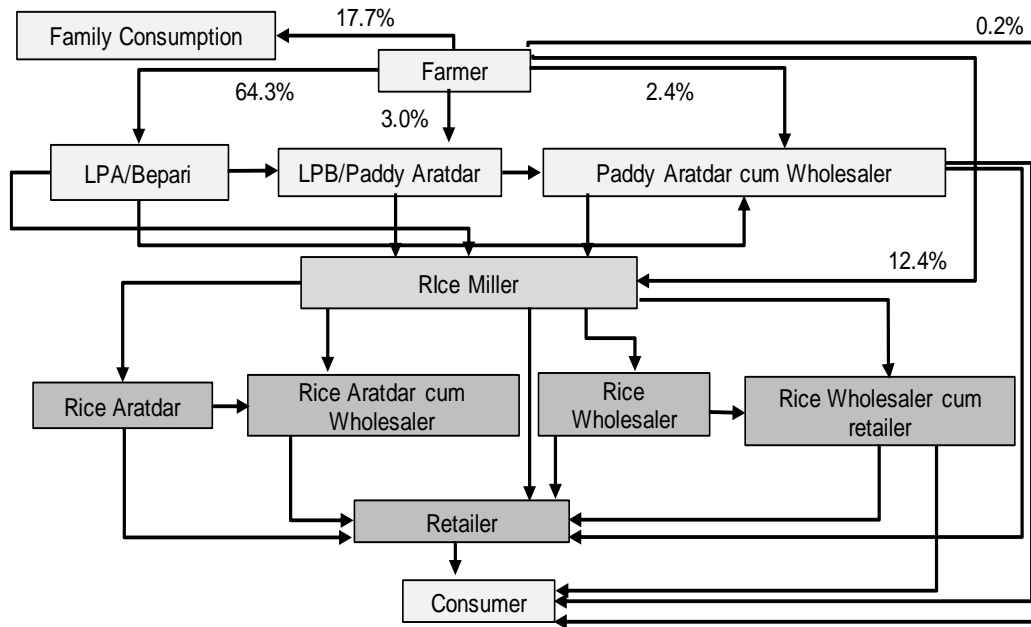 17.7%
0.2%
Family Consumption
Farmer
64.3%
3.0%
2.4%
LPA/Bepari
LPB/Paddy Aratdar
Paddy Aratdar cum Wholesaler
12.4%
RIce Miller
Rice Aratdar
Rice Aratdar cum
Wholesaler
Rice
Wholesaler
Rice Wholesaler cum
retailer
Retailer
Consumer